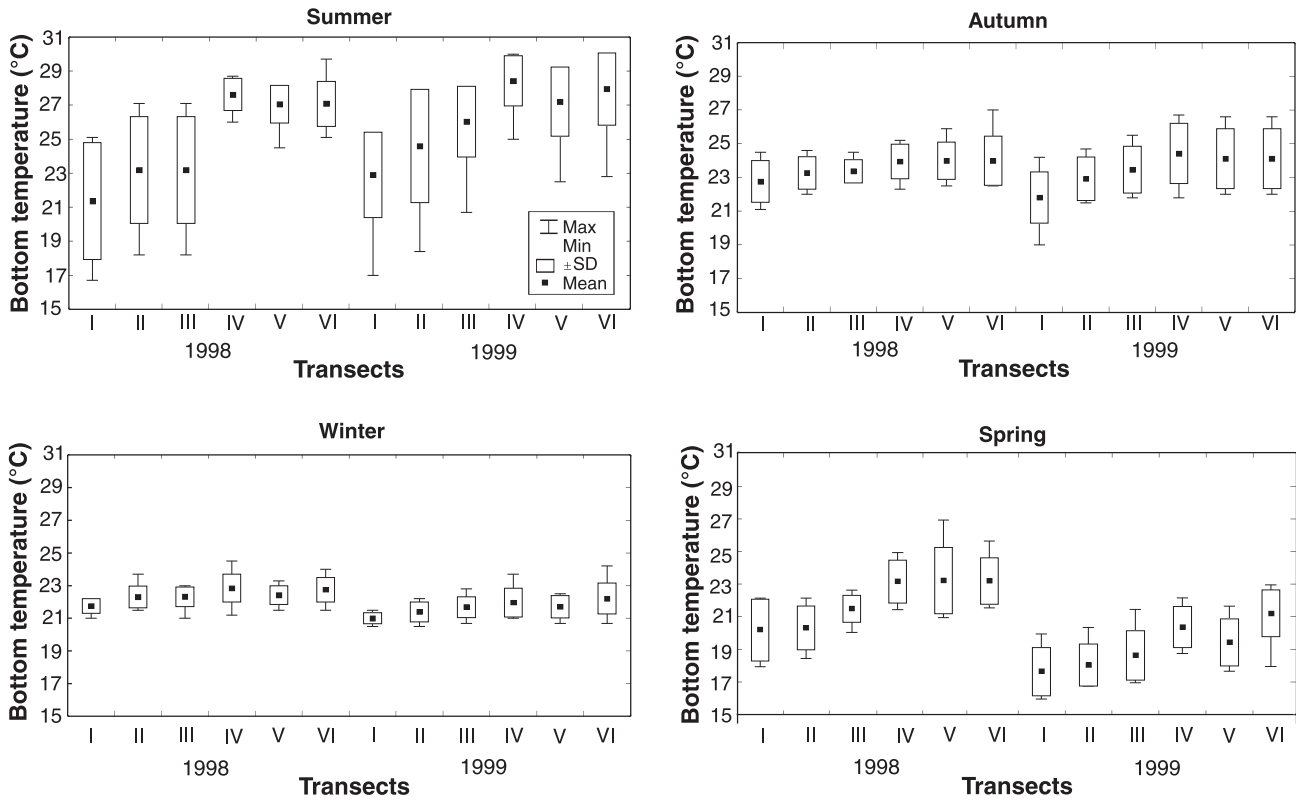 Summer
Bottom temperature (°C)
31
29
27
25
23
21
19
17
15
Max
Min
±SD
Mean
I II III IV V VI I II III IV V VI
1998 1999
Transects
Autumn
Bottom temperature (°C)
31
29
27
25
23
21
19
17
15
I II III IV V VI I II III IV V VI
1998 1999
Transects
Winter
Bottom temperature (°C)
31
29
27
25
23
21
19
17
15
I II III IV V VI I II III IV V VI
1998 1999
Transects
Spring
Bottom temperature (°C)
31
29
27
25
23
21
19
17
15
I II III IV V VI I II III IV V VI
1998 1999
Transects